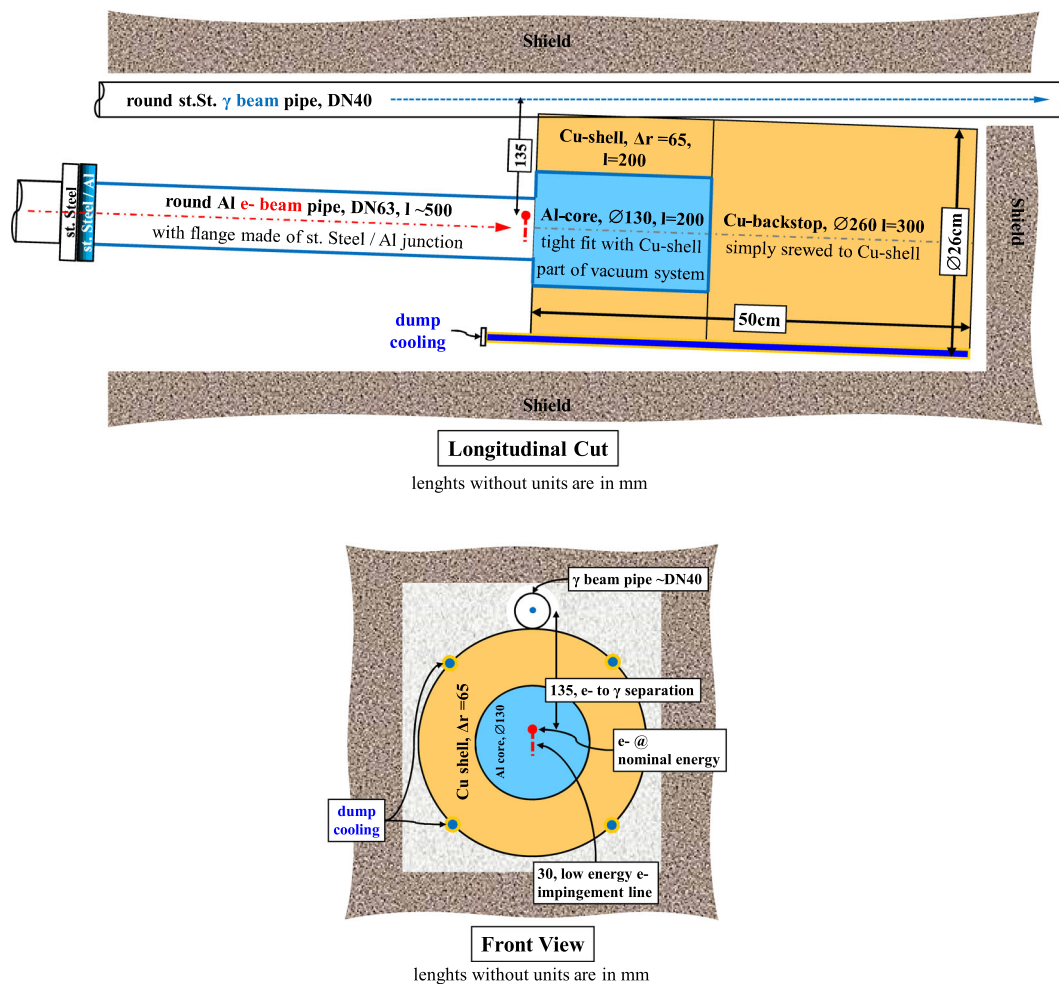 Shield
round st.St. γ beam pipe, DN40
Cu-shell, Δr =65,
l=200
135
st. Steel
st. Steel / Al
round Al e- beam pipe, DN63, l ~500
with flange made of st. Steel / Al junction
Al-core, ∅130, l=200
tight fit with Cu-shell
part of vacuum system
Cu-backstop, ∅260 l=300
simply srewed to Cu-shell
∅26cm
Shield
50cm
dump
cooling
Shield
Longitudinal Cut
lenghts without units are in mm
γ beam pipe ~DN40
Cu shell, Δr =65
Al core, ∅130
135, e- to γ separation
e- @
nominal energy
dump
cooling
30, low energy e-
impingement line
Front View
lenghts without units are in mm